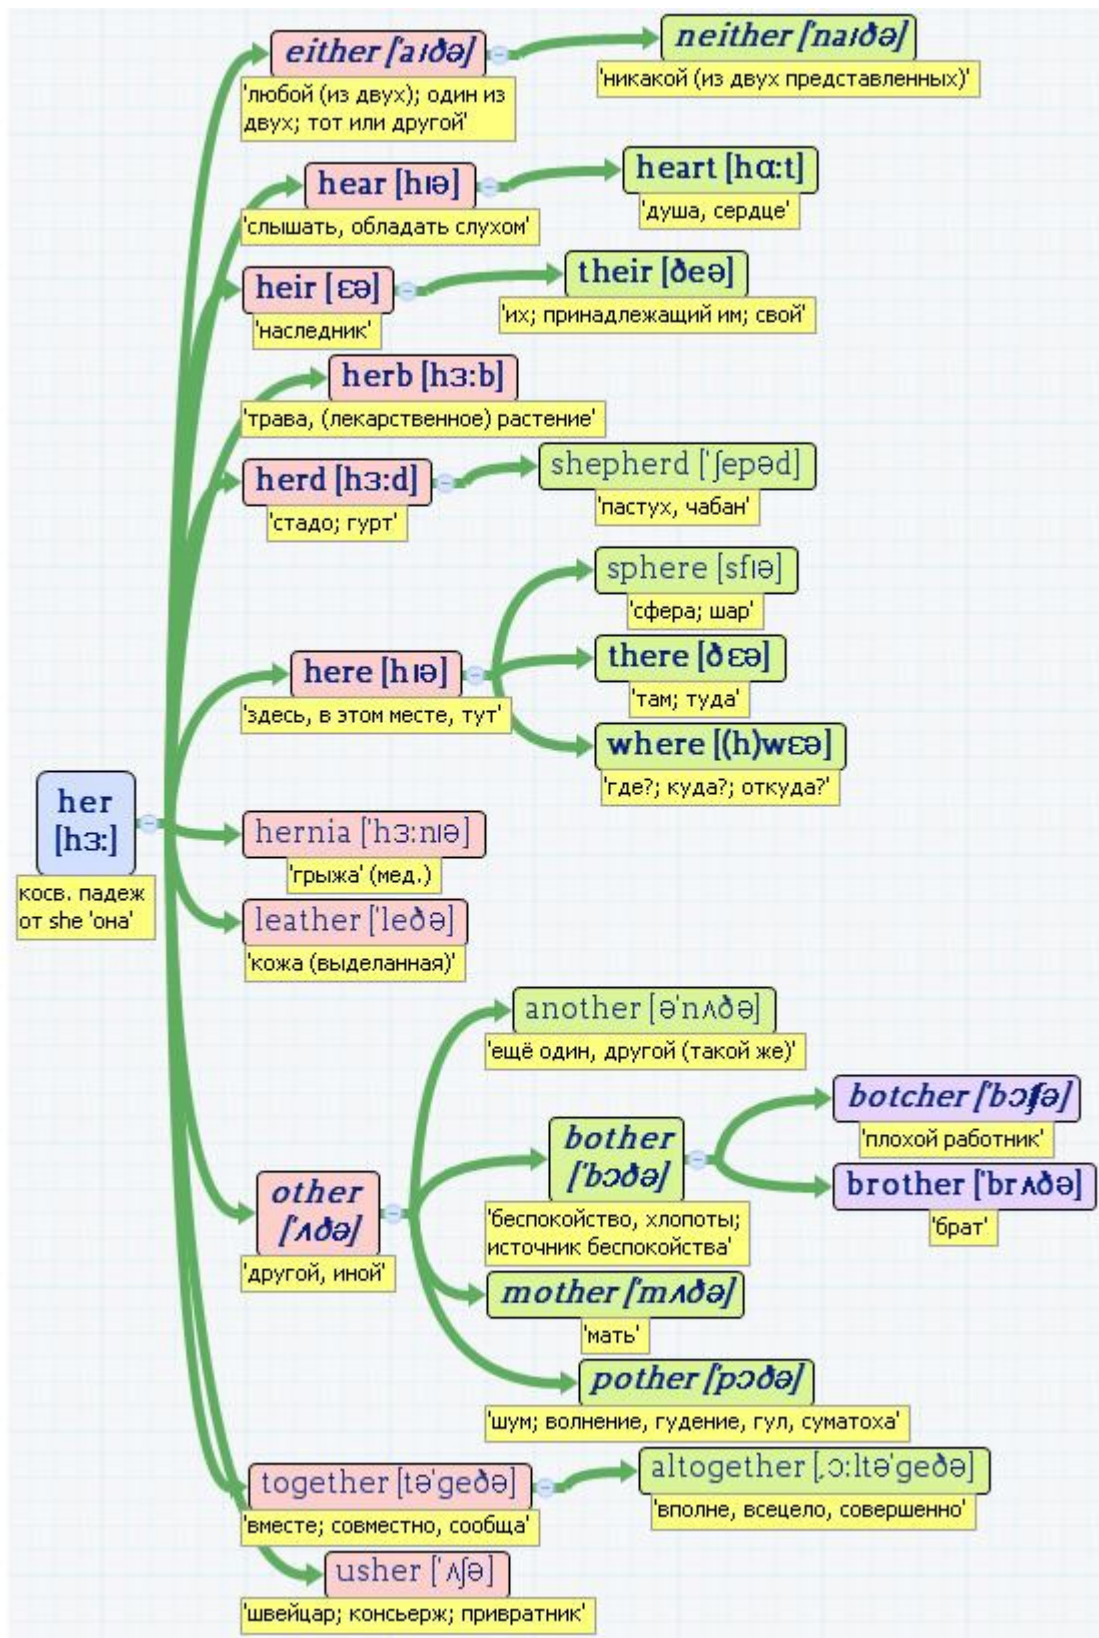 either ['aıðə]
'любой (из двух); один из
двух; тот или другой'
neither ['naıðə]
'никакой (из двух представленных)'
hear [hıə]
'слышать, обладать слухом'
heart [hɑ:t]
'душа, сердце'
heir [ɛə]
'наследник'
their [ðeə]
'их; принадлежащий им; свой'
herb [hɜ:b]
'трава, (лекарственное) растение'
herd [hɜ:d]
'стадо; гурт'
shepherd ['ʃepəd]
'пастух, чабан'
here [hıə]
'здесь, в этом месте, тут'
sphere [sfıə]
'сфера; шар'
there [ðɛə]
'там; туда'
where [(h)wɛə]
'где?; куда?; откуда?'
her
[hɜ:]
косв. падеж
от she 'она'
hernia ['hɜ:nıə]
'грыжа' (мед.)
leather ['leðə]
'кожа (выделанная)'
other
['ʌðə]
'другой, иной'
another [ə'nʌðə]
'ещё один, другой (такой же)'
bother
['bɔðə]
'беспокойство, хлопоты;
источник беспокойства'
botcher ['bɔʧə]
'плохой работник'
brother ['brʌðə]
'брат'
mother ['mʌðə]
'мать'
pother ['pɔðə]
'шум; волнение, гудение, гул, суматоха'
together [tə'geðə]
'вместе; совместно, сообща'
altogether [ˌɔ:ltə'geðə]
'вполне, всецело, совершенно'
usher ['ʌʃə]
'швейцар; консьерж; привратник'